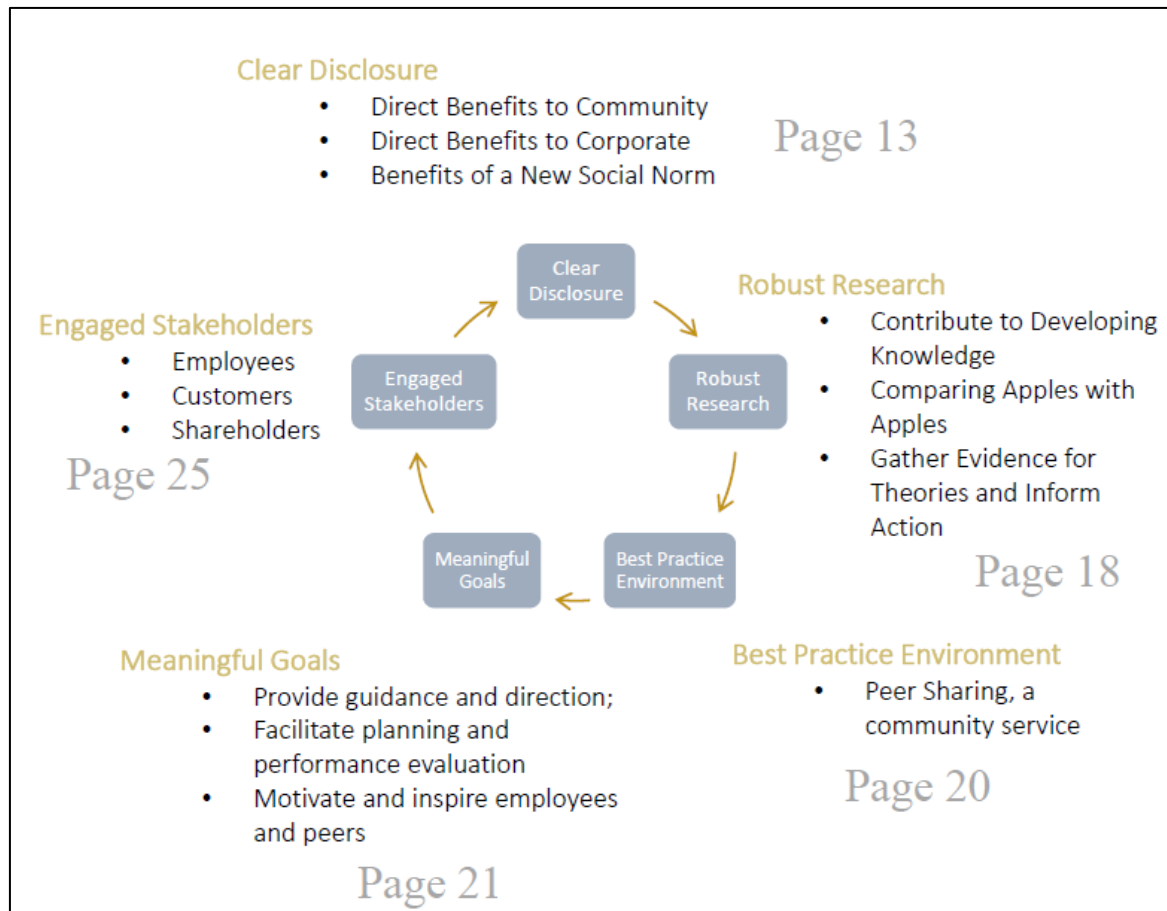 Clear Disclosure
• Direct Benefits to Community
• Direct Benefits to Corporate
• Benefits of a New Social Norm
Page 13
Clear
Disclosure
Robust Research
• Contribute to Developing
Knowledge
• Comparing Apples with
Apples
• Gather Evidence for
Theories and Inform
Action
Page 18
Engaged Stakeholders
• Employees
• Customers
• Shareholders
Page 25
Engaged
Stakeholders
Robust
Research
Meaningful
Goals
Best Practice
Environment
Meaningful Goals
• Provide guidance and direction;
• Facilitate planning and
performance evaluation
• Motivate and inspire employees
and peers
Page 21
Best Practice Environment
• Peer Sharing, a
community service
Page 20